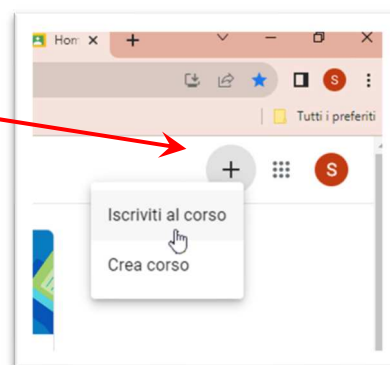 Hom
S
Tutti i preferiti
S
Iscriviti al corso
Crea corso